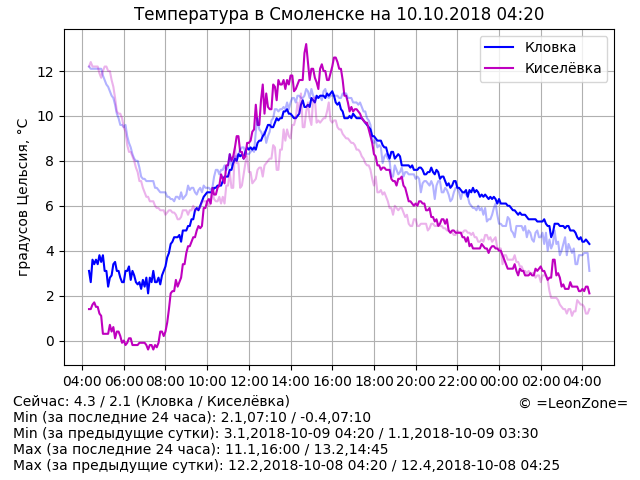 Температура в Смоленске на 10.10.2018 04:20
Кловка
Киселёвка
градусов Цельсия, °C
12
10
8
6
4
2
0
04:00 06:00 08:00 10:00 12:00 14:00 16:00 18:00 20:00 22:00 00:00 02:00 04:00
Сейчас: 4.3 / 2.1 (Кловка / Киселёвка)
© =LeonZone=
Min (за последние 24 часа): 2.1,07:10 / -0.4,07:10
Min (за предыдущие сутки): 3.1,2018-10-09 04:20 / 1.1,2018-10-09 03:30
Max (за последние 24 часа): 11.1,16:00 / 13.2,14:45
Max (за предыдущие сутки): 12.2,2018-10-08 04:20 / 12.4,2018-10-08 04:25